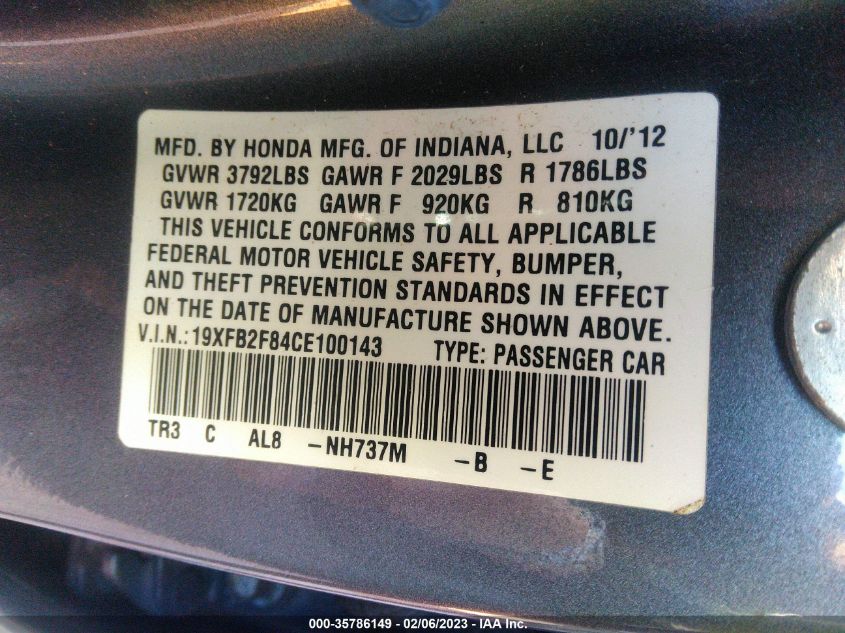 MFD. BY HONDA MFG. OF INDIANA, LLC 10/'12
GVWR 3792LBS GAWR F 2029LBS R 1786LBS
GVWR 1720KG GAWR F 920KG R 810KG
THIS VEHICLE CONFORMS TO ALL APPLICABLE
FEDERAL MOTOR VEHICLE SAFETY, BUMPER,
AND THEFT PREVENTION STANDARDS IN EFFECT
ON THE DATE OF MANUFACTURE SHOWN ABOVE.
V.I.N.:19XFB2F84CE100143 TYPE: PASSENGER CAR
TR3 C AL8 -NH737M -B -E
000-35786149 - 02/06/2023 - IAA Inc.